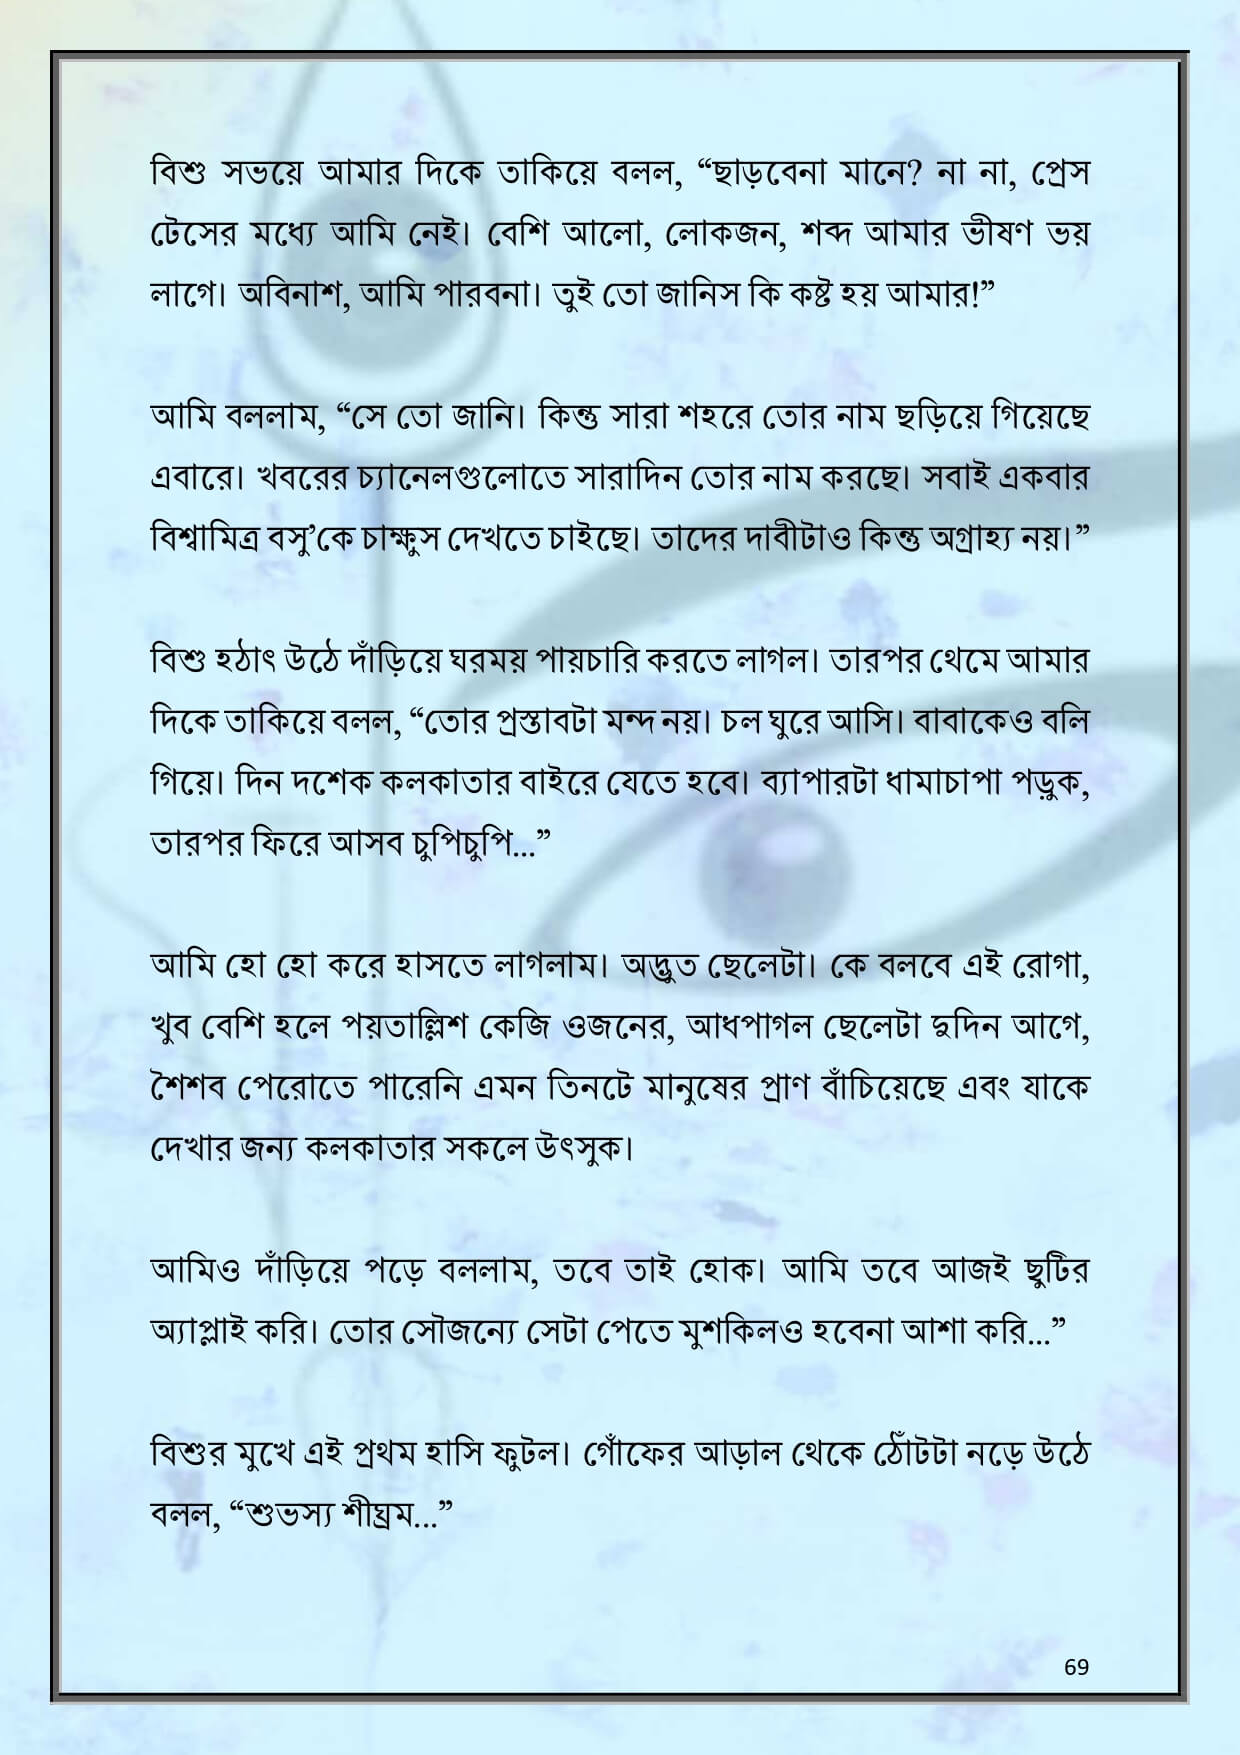 বিশু সভয়ে আমার দিকে তাকিয়ে বলল, “ছাড়বেনা মানে? না না, প্রেস
টেসের মধ্যে আমি নেই। বেশি আলো, লোকজন, শব্দ আমার ভীষণ ভয়
লাগে। অবিনাশ, আমি পারবনা। তুই তো জানিস কি কষ্ট হয় আমার!”
আমি বললাম, “সে তো জানি। কিন্তু সারা শহরে তোর নাম ছড়িয়ে গিয়েছে
এবারে। খবরের চ্যানেলগুলোতে সারাদিন তোর নাম করছে। সবাই একবার
বিশ্বামিত্র বসু’কে চাক্ষুস দেখতে চাইছে। তাদের দাবীটাও কিন্তু অগ্রাহ্য নয়।”
বিশু হঠাৎ উঠে দাঁড়িয়ে ঘরময় পায়চারি করতে লাগল। তারপর থেমে আমার
দিকে তাকিয়ে বলল, “তোর প্রস্তাবটা মন্দ নয়। চল ঘুরে আসি। বাবাকেও বলি
গিয়ে। দিন দশেক কলকাতার বাইরে যেতে হবে। ব্যাপারটা ধামাচাপা পড়ুক,
তারপর ফিরে আসব চুপিচুপি...”
আমি হো হো করে হাসতে লাগলাম। অদ্ভুত ছেলেটা। কে বলবে এই রোগা,
খুব বেশি হলে পয়তাল্লিশ কেজি ওজনের, আধপাগল ছেলেটা দুদিন আগে,
শৈশব পেরোতে পারেনি এমন তিনটে মানুষের প্রাণ বাঁচিয়েছে এবং যাকে
দেখার জন্য কলকাতার সকলে উৎসুক।
আমিও দাঁড়িয়ে পড়ে বললাম, তবে তাই হোক। আমি তবে আজই ছুটির
অ্যাপ্লাই করি। তোর সৌজন্যে সেটা পেতে মুশকিলও হবেনা আশা করি...”
বিশুর মুখে এই প্রথম হাসি ফুটল। গোঁফের আড়াল থেকে ঠোঁটটা নড়ে উঠে
বলল, “শুভস্য শীঘ্রম...”
69